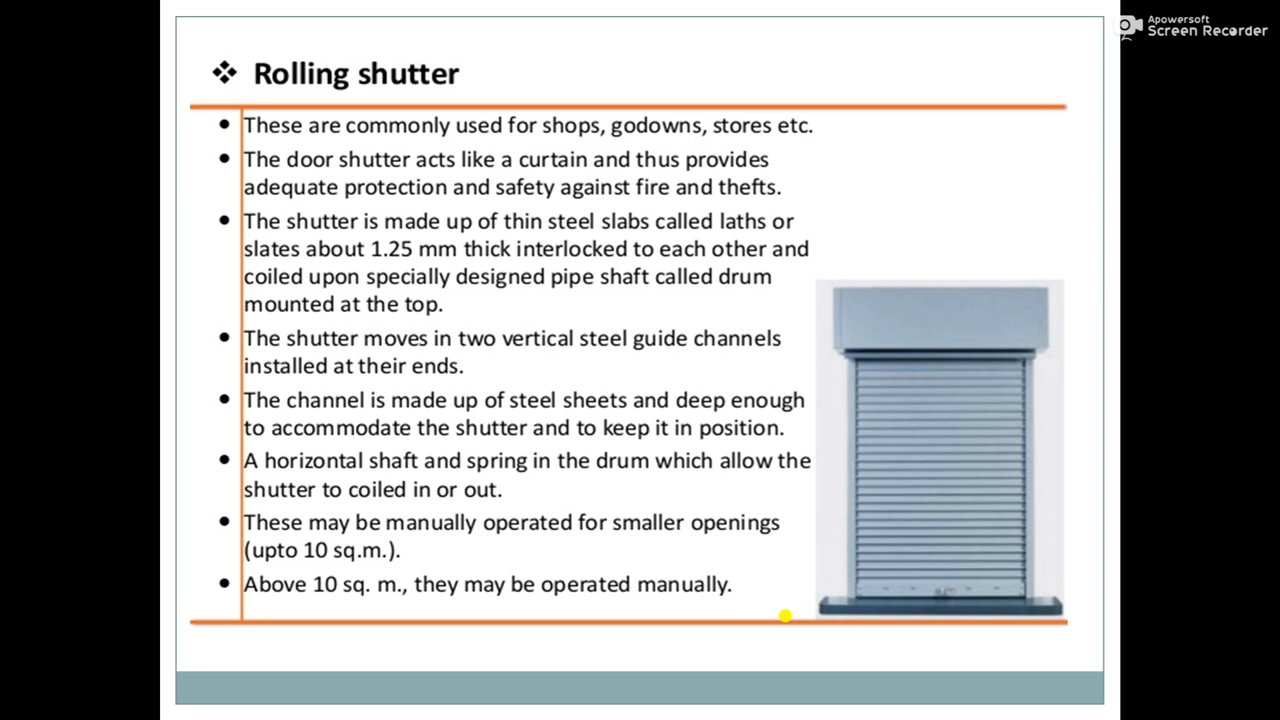 Apowersoft
Screen Recorder
❖ Rolling shutter
• These are commonly used for shops, godowns, stores etc.
• The door shutter acts like a curtain and thus provides
adequate protection and safety against fire and thefts.
• The shutter is made up of thin steel slabs called laths or
slates about 1.25 mm thick interlocked to each other and
coiled upon specially designed pipe shaft called drum
mounted at the top.
• The shutter moves in two vertical steel guide channels
installed at their ends.
• The channel is made up of steel sheets and deep enough
to accommodate the shutter and to keep it in position.
• A horizontal shaft and spring in the drum which allow the
shutter to coiled in or out.
• These may be manually operated for smaller openings
(upto 10 sq.m.).
• Above 10 sq. m., they may be operated manually.